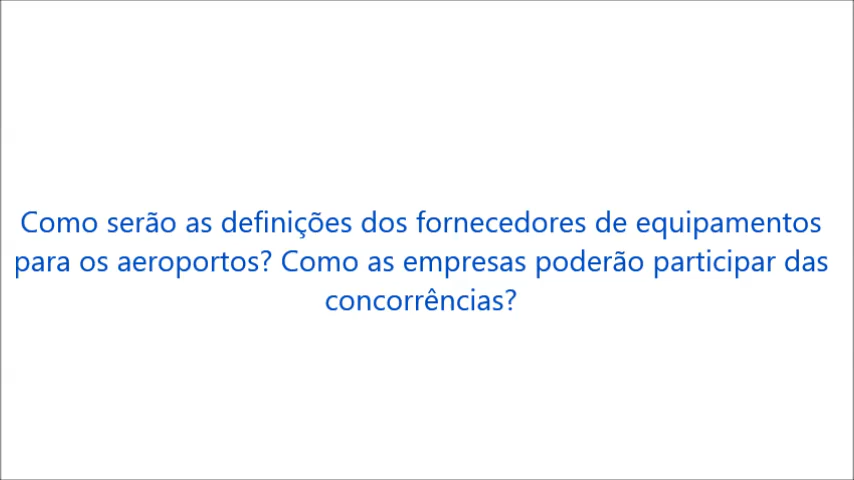 Como serão as definições dos fornecedores de equipamentos
para os aeroportos? Como as empresas poderão participar das
concorrências?